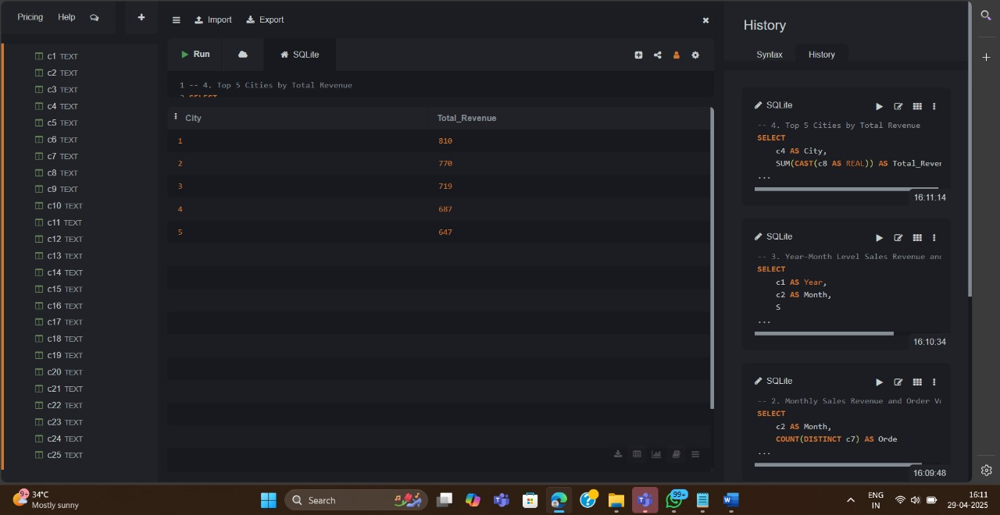 Pricing Help
Import Export
Run SQLite
c1 TEXT
c2 TEXT
c3 TEXT
c4 TEXT
c5 TEXT
c6 TEXT
c7 TEXT
c8 TEXT
c9 TEXT
c10 TEXT
c11 TEXT
c12 TEXT
c13 TEXT
c14 TEXT
c15 TEXT
c16 TEXT
c17 TEXT
c18 TEXT
c19 TEXT
c20 TEXT
c21 TEXT
c22 TEXT
c23 TEXT
c24 TEXT
c25 TEXT
1 -- 4. Top 5 Cities by Total Revenue
2 SELECT
City Total_Revenue
1 810
2 770
3 719
4 687
5 647
History
Syntax History
SQLite
-- 4. Top 5 Cities by Total Revenue
SELECT
c4 AS City,
SUM(CAST(c8 AS REAL)) AS Total_Rever
...
16:11:14
SQLite
-- 3. Year-Month Level Sales Revenue and
SELECT
c1 AS Year,
c2 AS Month,
S
...
16:10:34
SQLite
-- 2. Monthly Sales Revenue and Order Vo
SELECT
c2 AS Month,
COUNT(DISTINCT c7) AS Orde
...
16:09:48
9+
34°C
Mostly sunny
Search
99+
ENG
IN
16:11
29-04-2025